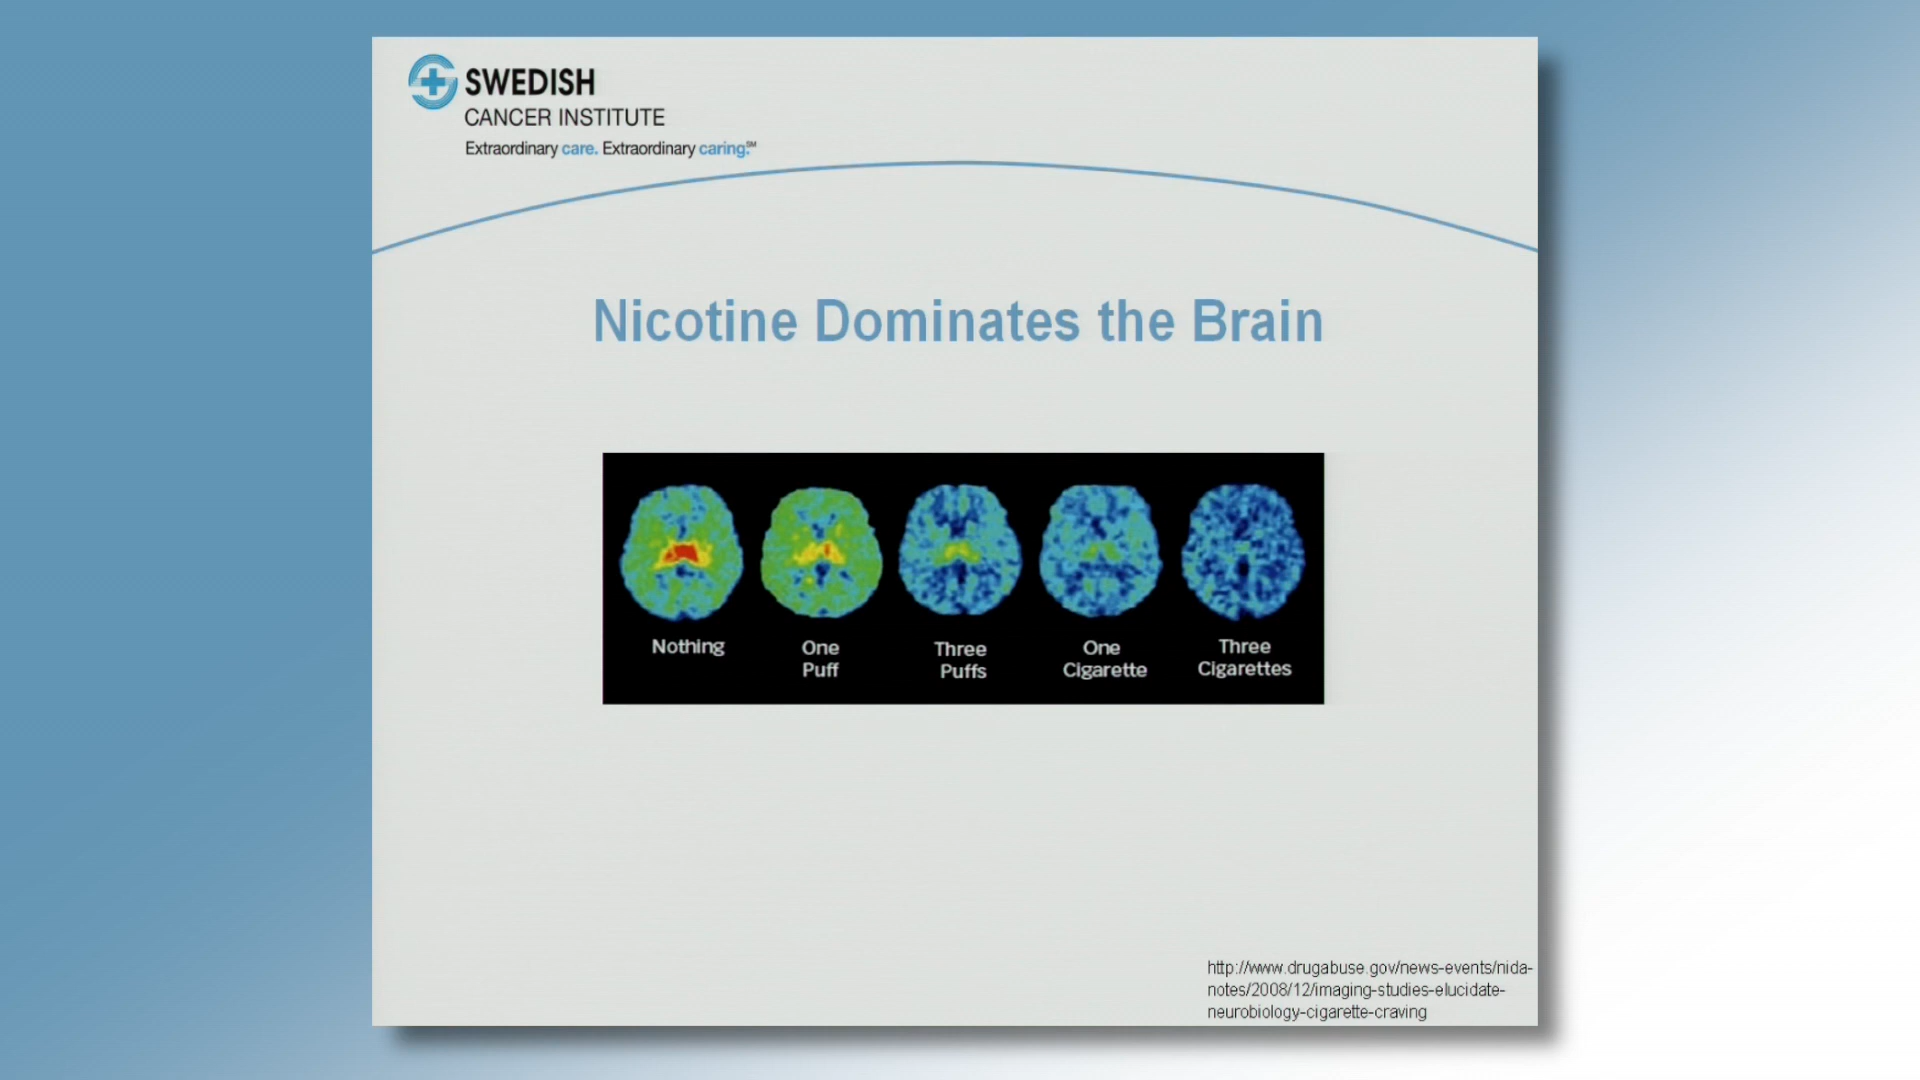 SWEDISH
CANCER INSTITUTE
Extraordinary care. Extraordinary caring.℠
Nicotine Dominates the Brain
Nothing
One
Puff
Three
Puffs
One
Cigarette
Three
Cigarettes
http://www.drugabuse.gov/news-events/nida-
notes/2008/12/imaging-studies-elucidate-
neurobiology-cigarette-craving